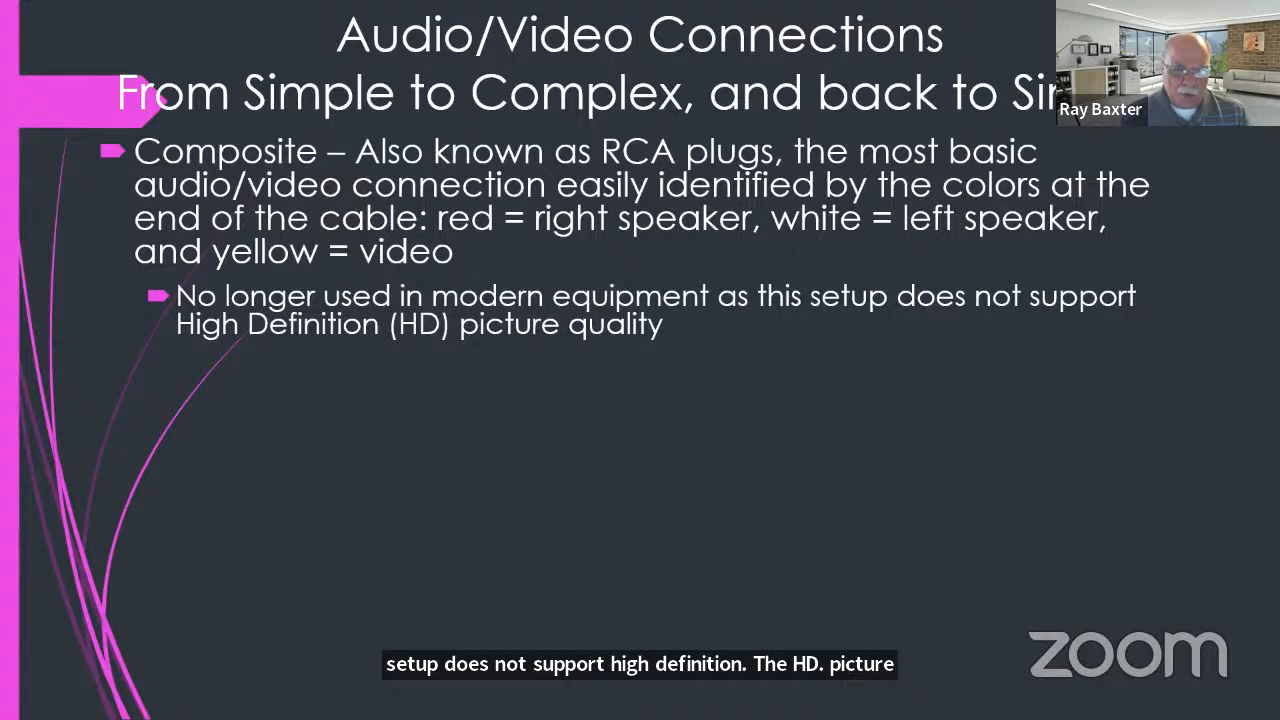 Audio/Video Connections
From Simple to Complex, and back to Sim
Ray Baxter
Composite – Also known as RCA plugs, the most basic
audio/video connection easily identified by the colors at the
end of the cable: red = right speaker, white = left speaker,
and yellow = video
No longer used in modern equipment as this setup does not support
High Definition (HD) picture quality
setup does not support high definition. The HD. picture
zoom